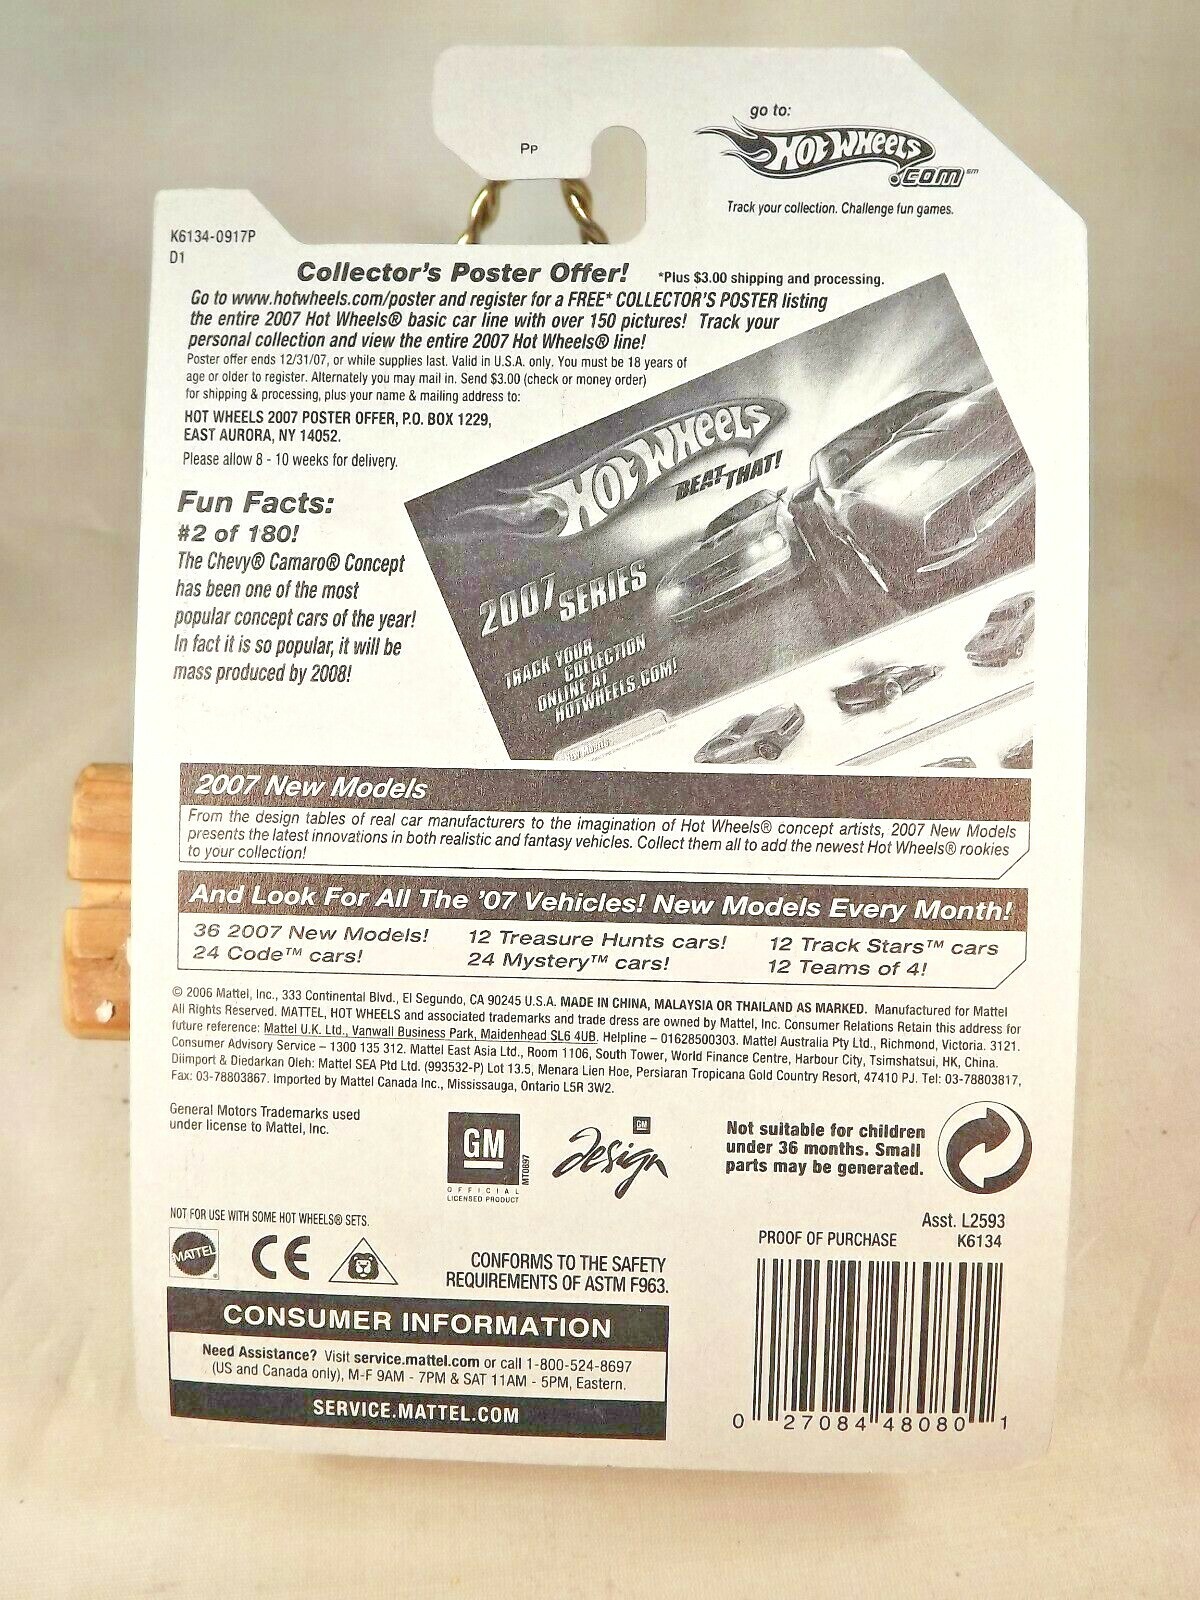 go to:
Hot Wheels
.com℠
Track your collection. Challenge fun games.
PP
K6134-0917P
D1
Collector's Poster Offer! *Plus $3.00 shipping and processing.
Go to www.hotwheels.com/poster and register for a FREE* COLLECTOR'S POSTER listing
the entire 2007 Hot Wheels® basic car line with over 150 pictures! Track your
personal collection and view the entire 2007 Hot Wheels® line!
Poster offer ends 12/31/07, or while supplies last. Valid in U.S.A. only. You must be 18 years of
age or older to register. Alternately you may mail in. Send $3.00 (check or money order)
for shipping & processing, plus your name & mailing address to:
HOT WHEELS 2007 POSTER OFFER, P.O. BOX 1229,
EAST AURORA, NY 14052.
Please allow 8 - 10 weeks for delivery.
Hot Wheels
BEAT THAT!
2007 SERIES
TRACK YOUR
COLLECTION
ONLINE AT
HOTWHEELS.COM!
New Models
Fun Facts:
#2 of 180!
The Chevy® Camaro® Concept
has been one of the most
popular concept cars of the year!
In fact it is so popular, it will be
mass produced by 2008!
2007 New Models
From the design tables of real car manufacturers to the imagination of Hot Wheels® concept artists, 2007 New Models
presents the latest innovations in both realistic and fantasy vehicles. Collect them all to add the newest Hot Wheels® rookies
to your collection!
And Look For All The '07 Vehicles! New Models Every Month!
36 2007 New Models! 12 Treasure Hunts cars! 12 Track Stars™ cars
24 Code™ cars! 24 Mystery™ cars! 12 Teams of 4!
© 2006 Mattel, Inc., 333 Continental Blvd., El Segundo, CA 90245 U.S.A. MADE IN CHINA, MALAYSIA OR THAILAND AS MARKED. Manufactured for Mattel
All Rights Reserved. MATTEL, HOT WHEELS and associated trademarks and trade dress are owned by Mattel, Inc. Consumer Relations Retain this address for
future reference: Mattel U.K. Ltd., Vanwall Business Park, Maidenhead SL6 4UB. Helpline – 01628500303. Mattel Australia Pty Ltd., Richmond, Victoria. 3121.
Consumer Advisory Service – 1300 135 312. Mattel East Asia Ltd., Room 1106, South Tower, World Finance Centre, Harbour City, Tsimshatsui, HK, China.
Diimport & Diedarkan Oleh: Mattel SEA Ptd Ltd. (993532-P) Lot 13.5, Menara Lien Hoe, Persiaran Tropicana Gold Country Resort, 47410 PJ. Tel: 03-78803817,
Fax: 03-78803867. Imported by Mattel Canada Inc., Mississauga, Ontario L5R 3W2.
General Motors Trademarks used
under license to Mattel, Inc.
GM
MT0897
OFFICIAL
LICENSED PRODUCT
GM
Design
Not suitable for children
under 36 months. Small
parts may be generated.
NOT FOR USE WITH SOME HOT WHEELS® SETS.
MATTEL
CE
CONFORMS TO THE SAFETY
REQUIREMENTS OF ASTM F963.
Asst. L2593
PROOF OF PURCHASE K6134
CONSUMER INFORMATION
Need Assistance? Visit service.mattel.com or call 1-800-524-8697
(US and Canada only), M-F 9AM - 7PM & SAT 11AM - 5PM, Eastern.
SERVICE.MATTEL.COM
0 27084 48080 1